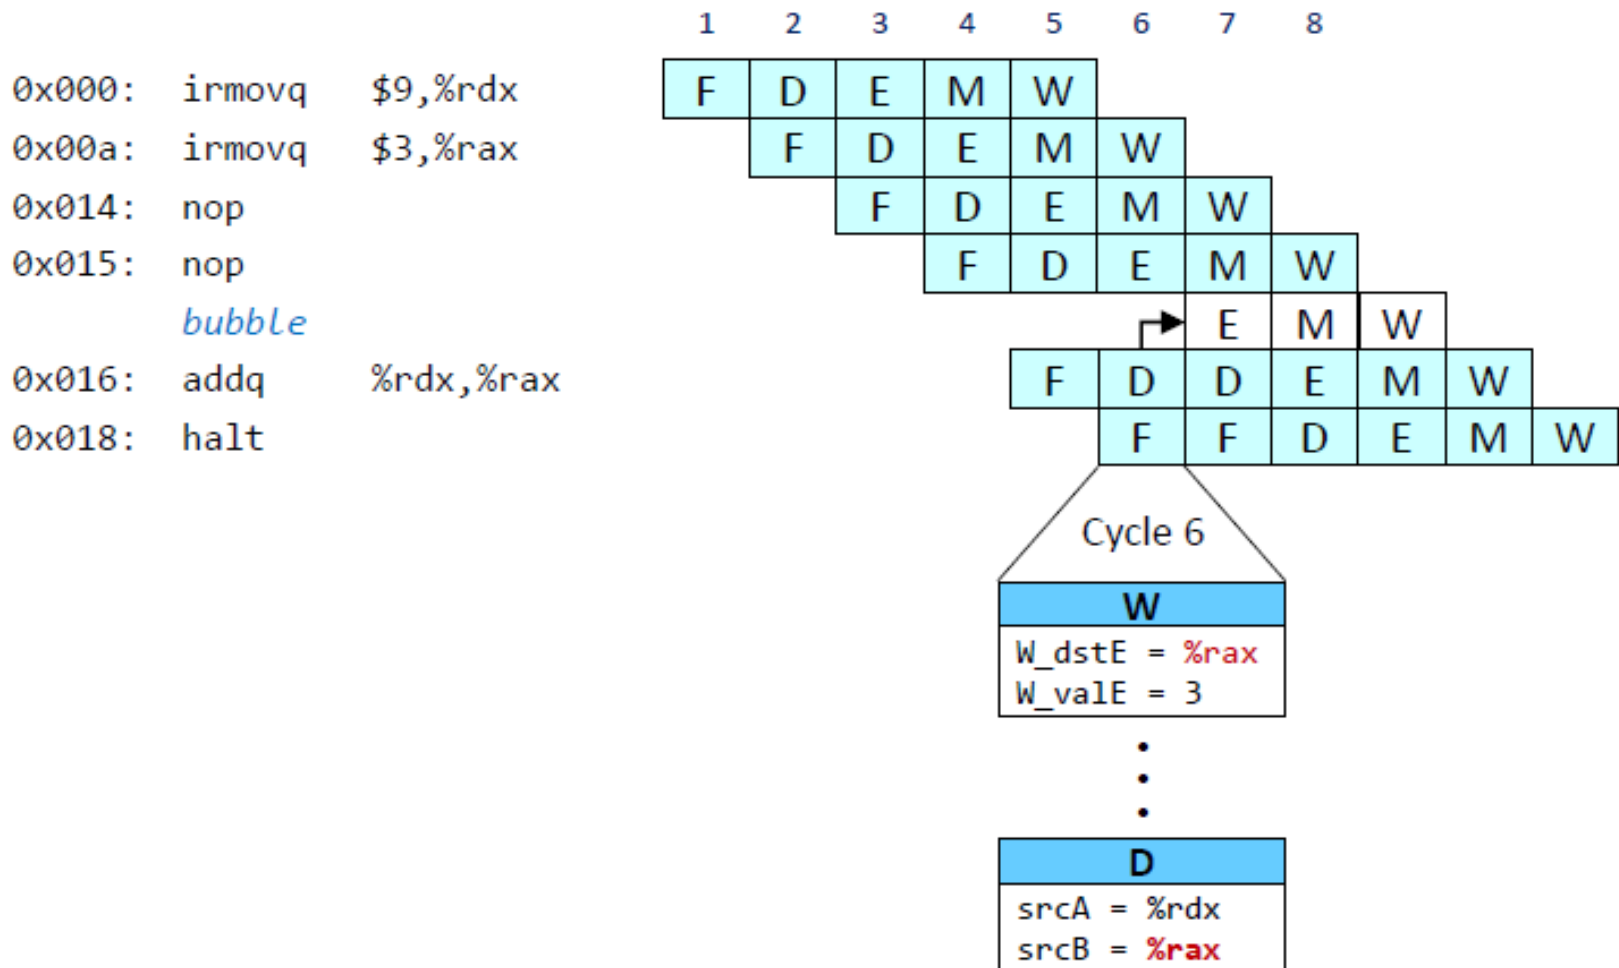 1 2 3 4 5 6 7 8
0x000: irmovq $9,%rdx F D E M W
0x00a: irmovq $3,%rax F D E M W
0x014: nop F D E M W
0x015: nop F D E M W
bubble E M W
0x016: addq %rdx,%rax F D D E M W
0x018: halt F F D E M W
Cycle 6
W
W_dstE = %rax
W_valE = 3
D
srcA = %rdx
srcB = %rax